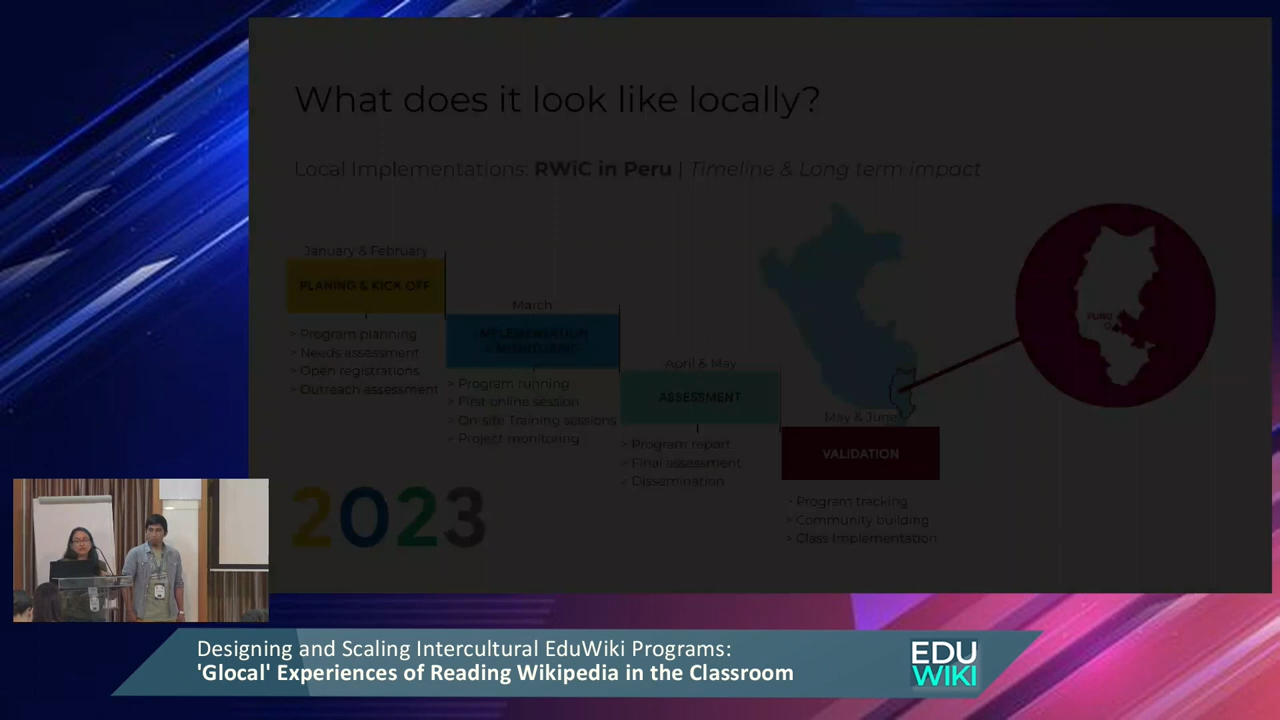 What does it look like locally?
Local Implementations: RWiC in Peru | Timeline & Long term impact
January & February
PLANING & KICK OFF
> Program planning
> Needs assessment
> Open registrations
> Outreach assessment
March
IMPLEMENTATION
& MONITORING
> Program running
> First online session
> On-site Training sessions
> Project monitoring
April & May
ASSESSMENT
> Program report
> Final assessment
> Dissemination
May & June
VALIDATION
> Program tracking
> Community building
> Class Implementation
PUNO
2023
Designing and Scaling Intercultural EduWiki Programs:
'Glocal' Experiences of Reading Wikipedia in the Classroom
EDU
WIKI